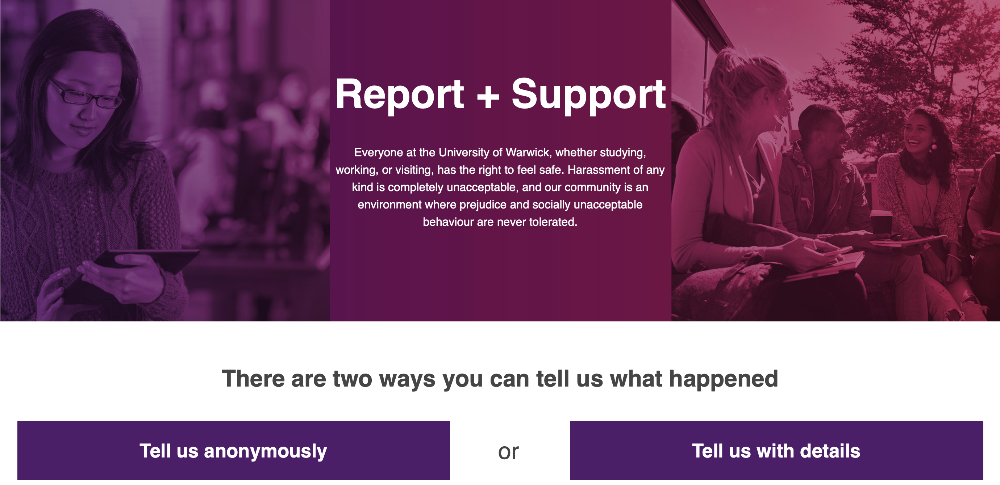 Report + Support
Everyone at the University of Warwick, whether studying,
working, or visiting, has the right to feel safe. Harassment of any
kind is completely unacceptable, and our community is an
environment where prejudice and socially unacceptable
behaviour are never tolerated.
There are two ways you can tell us what happened
Tell us anonymously
or
Tell us with details